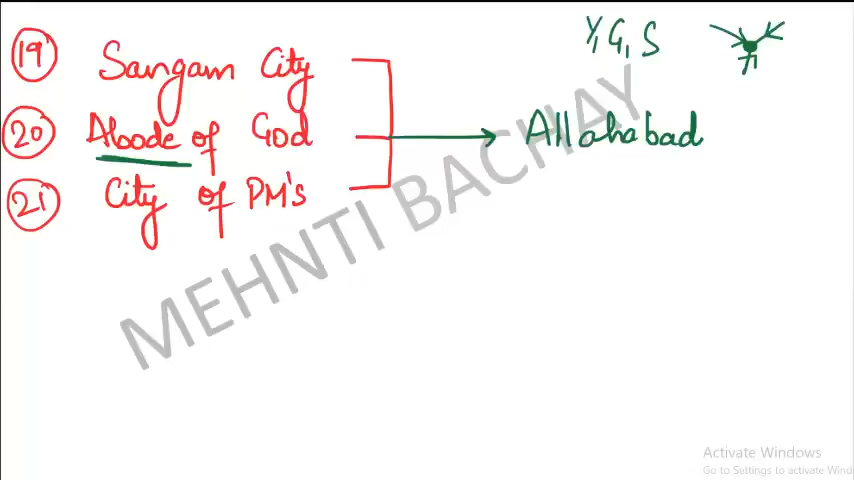 Y, G, S
19 Sangam City
20 Aboode of God
Allahabad
21 City of PM's
MEHNTI BACHAY
Activate Windows
Go to Settings to activate Wind